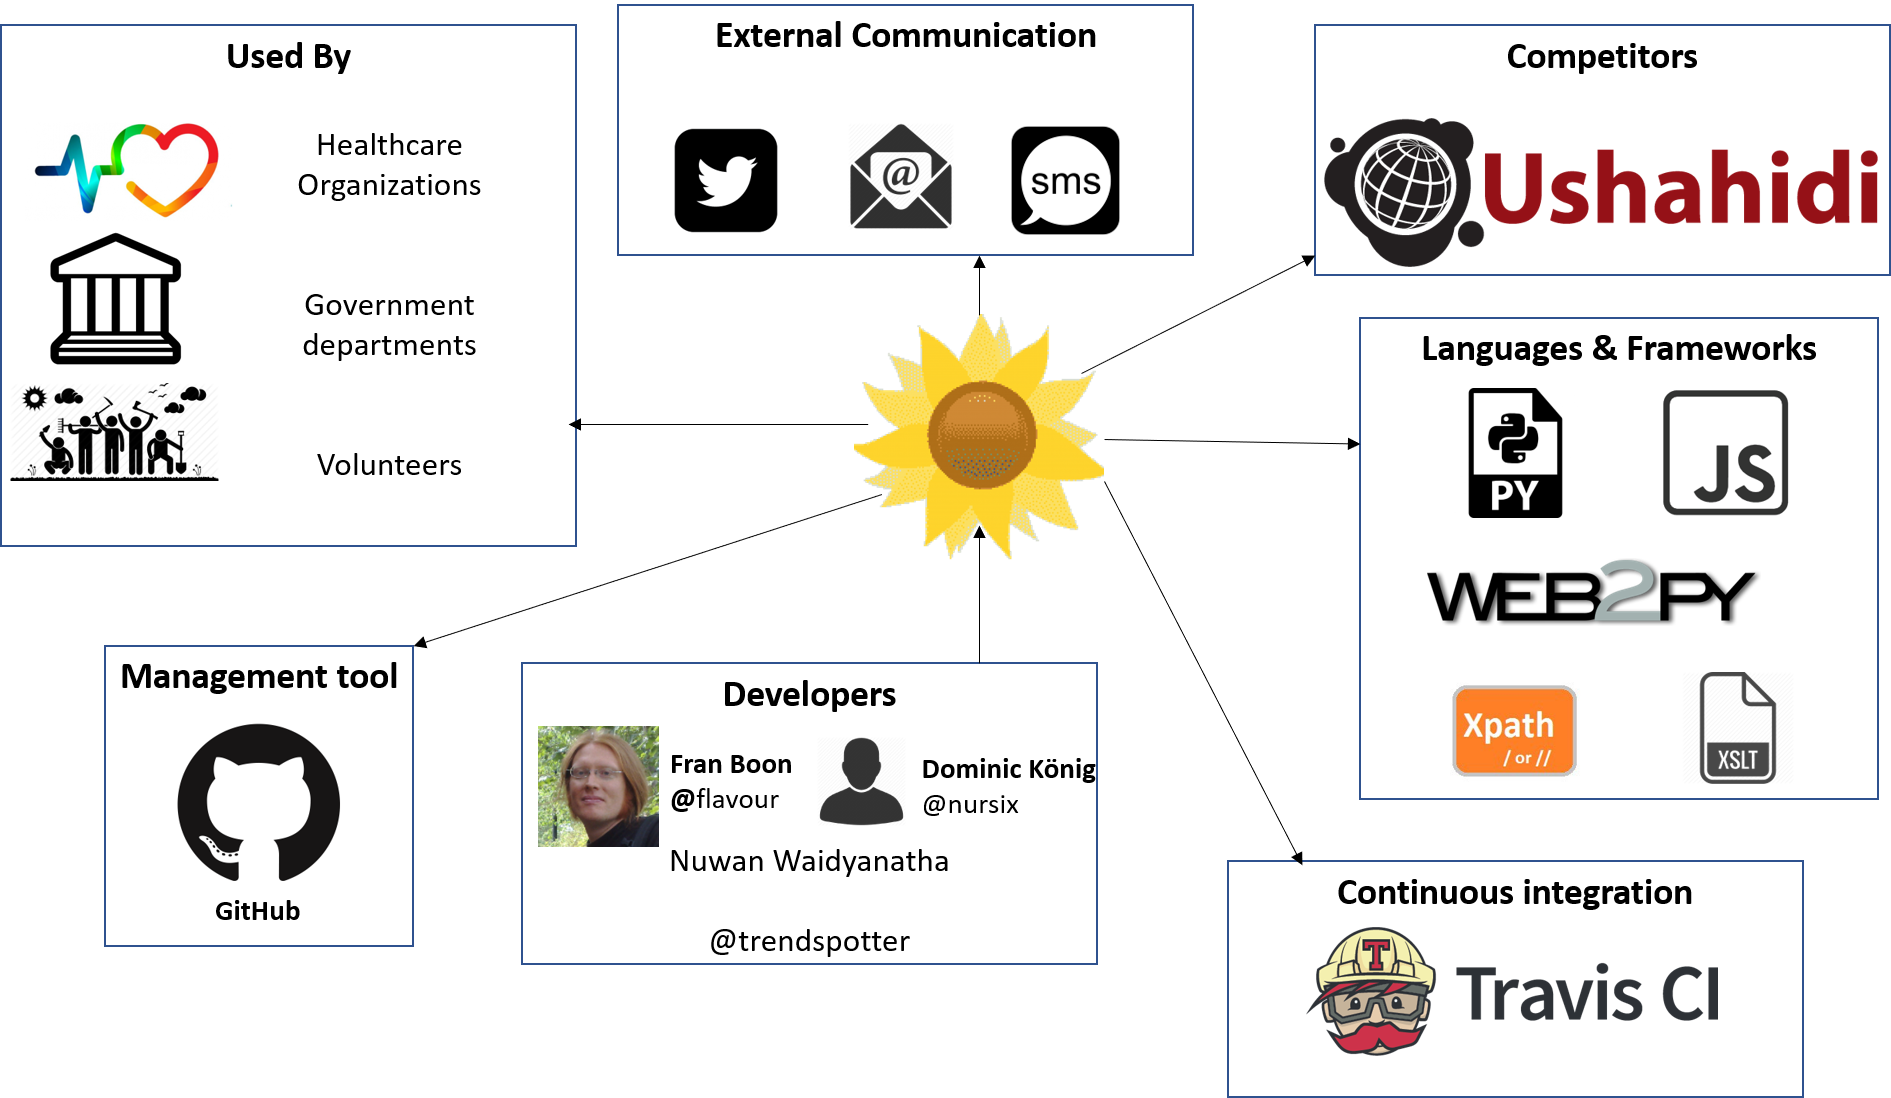 Used By
Healthcare
Organizations
Government
departments
Volunteers
External Communication
@
sms
Competitors
Ushahidi
Languages & Frameworks
PY
JS
WEB2PY
Xpath
/ or //
XSLT
Management tool
GitHub
Developers
Fran Boon
@flavour
Dominic König
@nursix
Nuwan Waidyanatha
@trendspotter
Continuous integration
T
Travis CI